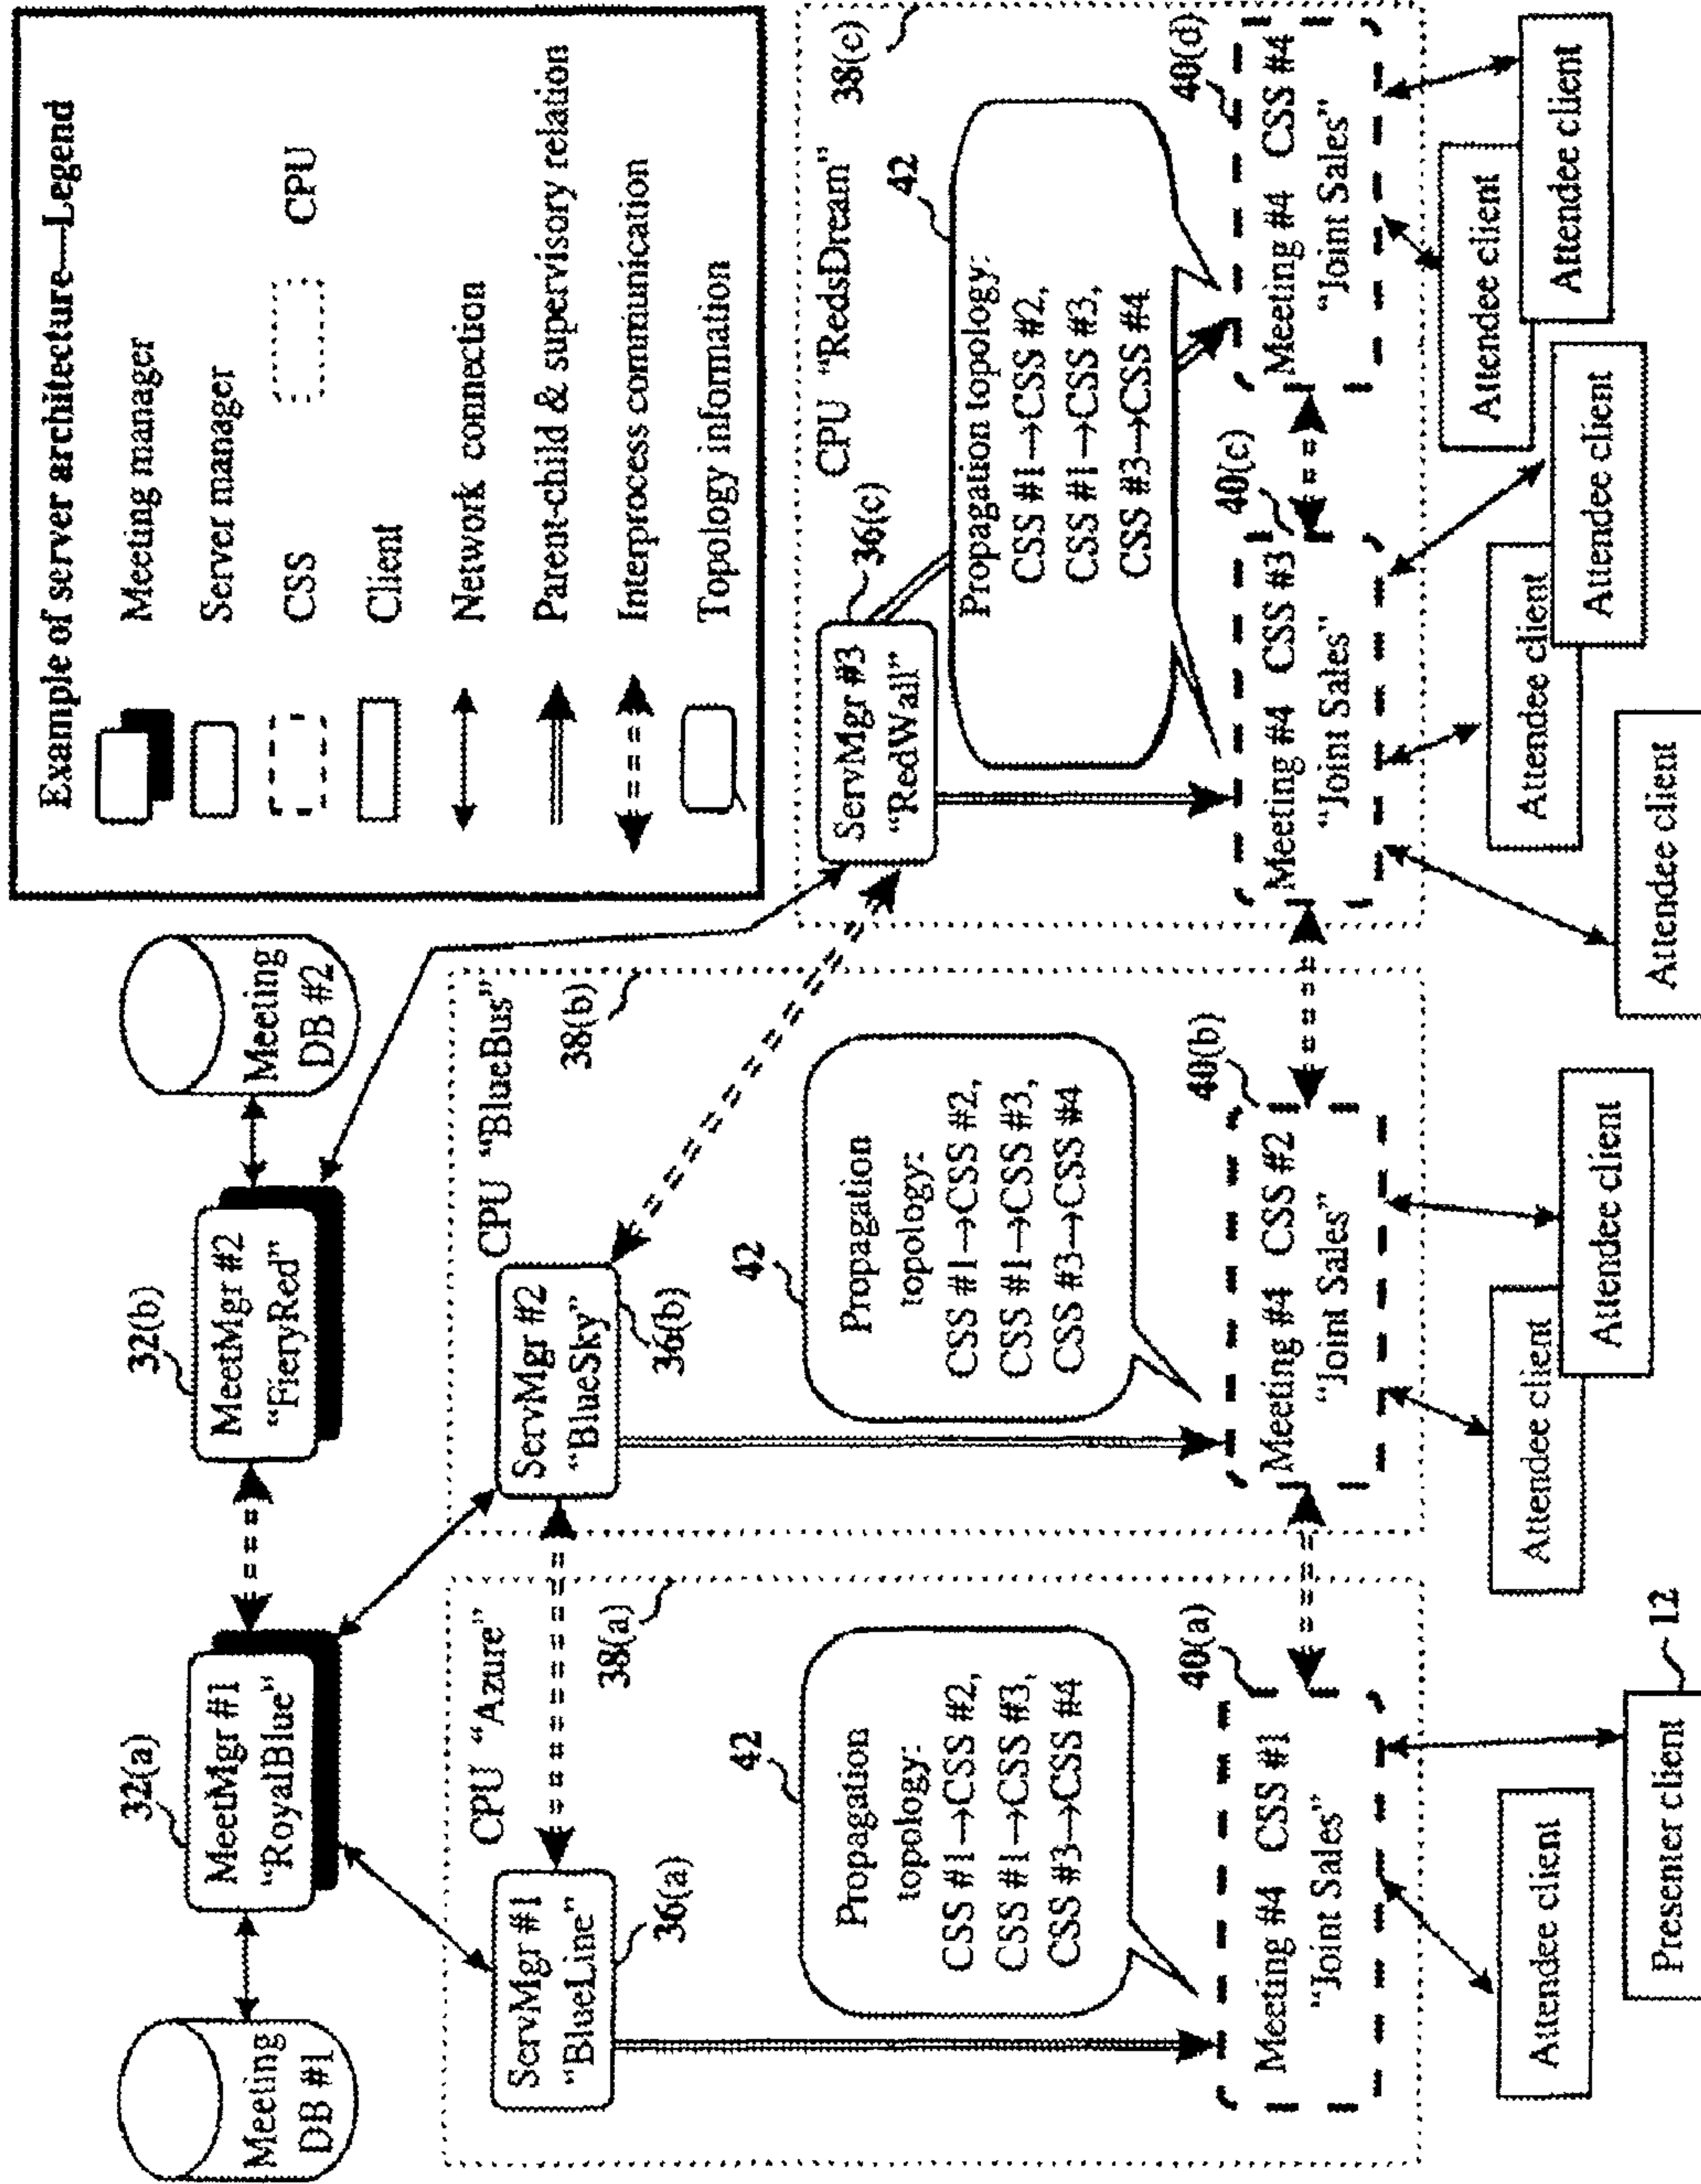 Example of server architecture—Legend
Meeting manager
Server manager
CSS
CPU
Client
Network connection
Parent-child & supervisory relation
Interprocess communication
Topology information
Meeting
DB #1
32(a)
MeetMgr #1
“RoyalBlue”
32(b)
MeetMgr #2
“FieryRed”
Meeting
DB #2
CPU “Azure”
38(a)
ServMgr #1
“BlueLine”
36(a)
42
Propagation
topology:
CSS #1→CSS #2,
CSS #1→CSS #3,
CSS #3→CSS #4
40(a)
Meeting #4 CSS #1
“Joint Sales”
Attendee client
Presenter client
12
CPU “BlueBus”
38(b)
ServMgr #2
“BlueSky”
36(b)
42
Propagation
topology:
CSS #1→CSS #2,
CSS #1→CSS #3,
CSS #3→CSS #4
40(b)
Meeting #4 CSS #2
“Joint Sales”
Attendee client
Attendee client
CPU “RedsDream”
38(c)
ServMgr #3
“RedWall”
36(c)
42
Propagation topology:
CSS #1→CSS #2,
CSS #1→CSS #3,
CSS #3→CSS #4
40(c)
Meeting #4 CSS #3
“Joint Sales”
40(d)
Meeting #4 CSS #4
“Joint Sales”
Attendee client
Attendee client
Attendee client
Attendee client
Attendee client